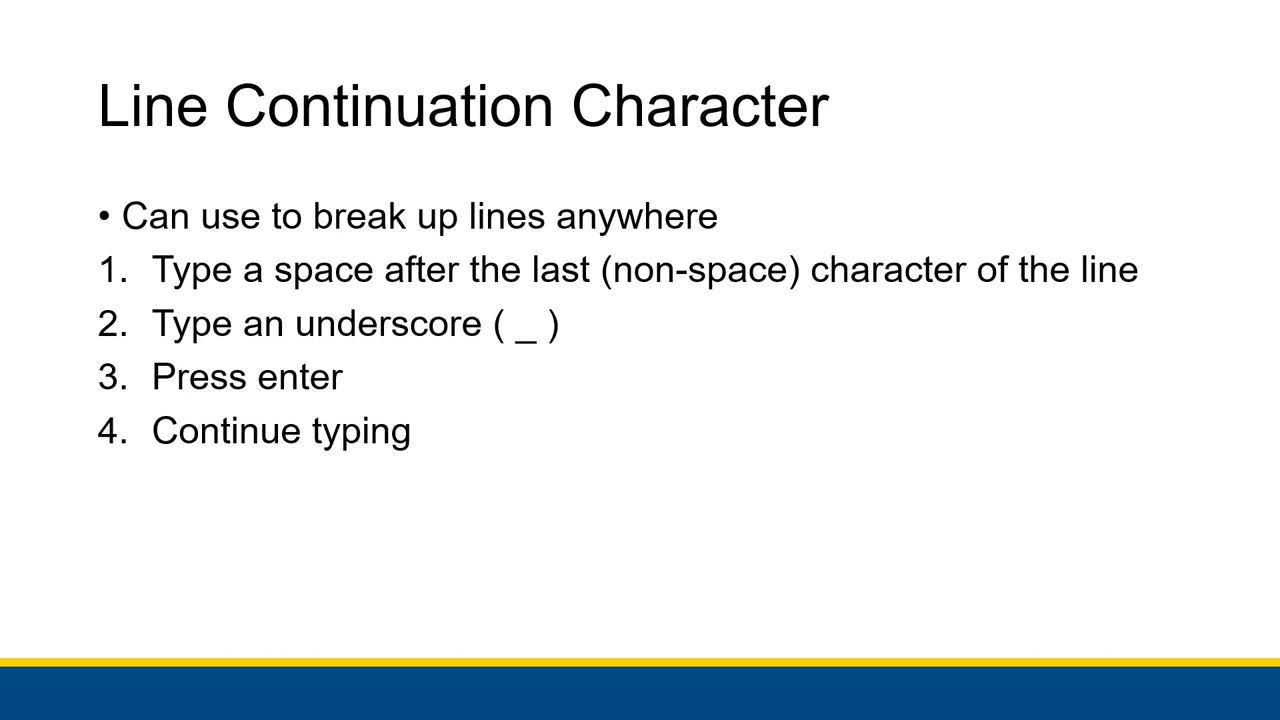 Line Continuation Character
• Can use to break up lines anywhere
1. Type a space after the last (non-space) character of the line
2. Type an underscore ( _ )
3. Press enter
4. Continue typing